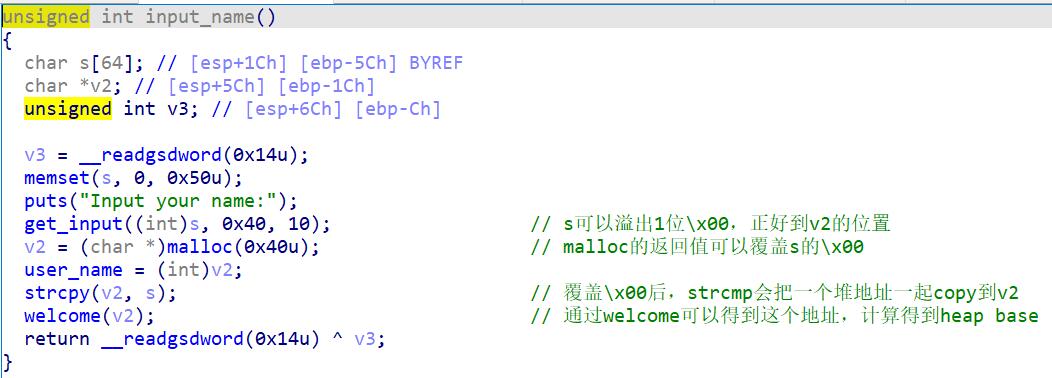 unsigned int input_name()
{
  char s[64]; // [esp+1Ch] [ebp-5Ch] BYREF
  char *v2; // [esp+5Ch] [ebp-1Ch]
  unsigned int v3; // [esp+6Ch] [ebp-Ch]

  v3 = __readgsdword(0x14u);
  memset(s, 0, 0x50u);
  puts("Input your name:");
  get_input((int)s, 0x40, 10);                  // s可以溢出1位\x00，正好到v2的位置
  v2 = (char *)malloc(0x40u);                   // malloc的返回值可以覆盖s的\x00
  user_name = (int)v2;
  strcpy(v2, s);                                // 覆盖\x00后，strcmp会把一个堆地址一起copy到v2
  welcome(v2);                                  // 通过welcome可以得到这个地址，计算得到heap base
  return __readgsdword(0x14u) ^ v3;
}